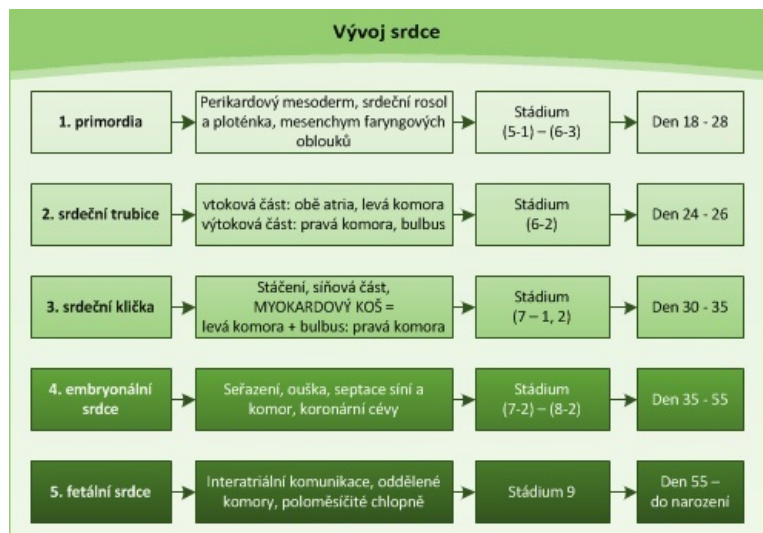 Vývoj srdce
1. primordia
Perikardový mesoderm, srdeční rosol
a ploténka, mesenchym faryngových
oblouků
Stádium
(5-1) – (6-3)
Den 18 - 28
2. srdeční trubice
vtoková část: obě atria, levá komora
výtoková část: pravá komora, bulbus
Stádium
(6-2)
Den 24 - 26
3. srdeční klička
Stáčení, síňová část,
MYOKARDOVÝ KOŠ =
levá komora + bulbus: pravá komora
Stádium
(7 – 1, 2)
Den 30 - 35
4. embryonální
srdce
Seřazení, ouška, septace síní a
komor, koronární cévy
Stádium
(7-2) – (8-2)
Den 35 - 55
5. fetální srdce
Interatriální komunikace, oddělené
komory, poloměsíčité chlopně
Stádium 9
Den 55 –
do narození